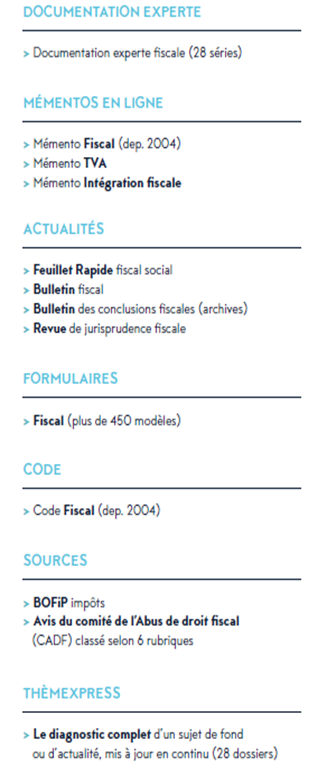 DOCUMENTATION EXPERTE
> Documentation experte fiscale (28 séries)
MÉMENTOS EN LIGNE
> Mémento Fiscal (dep. 2004)
> Mémento TVA
> Mémento Intégration fiscale
ACTUALITÉS
> Feuillet Rapide fiscal social
> Bulletin fiscal
> Bulletin des conclusions fiscales (archives)
> Revue de jurisprudence fiscale
FORMULAIRES
> Fiscal (plus de 450 modèles)
CODE
> Code Fiscal (dep. 2004)
SOURCES
> BOFiP impôts
> Avis du comité de l'Abus de droit fiscal
(CADF) classé selon 6 rubriques
THÈMEXPRESS
> Le diagnostic complet d'un sujet de fond
ou d'actualité, mis à jour en continu (28 dossiers)